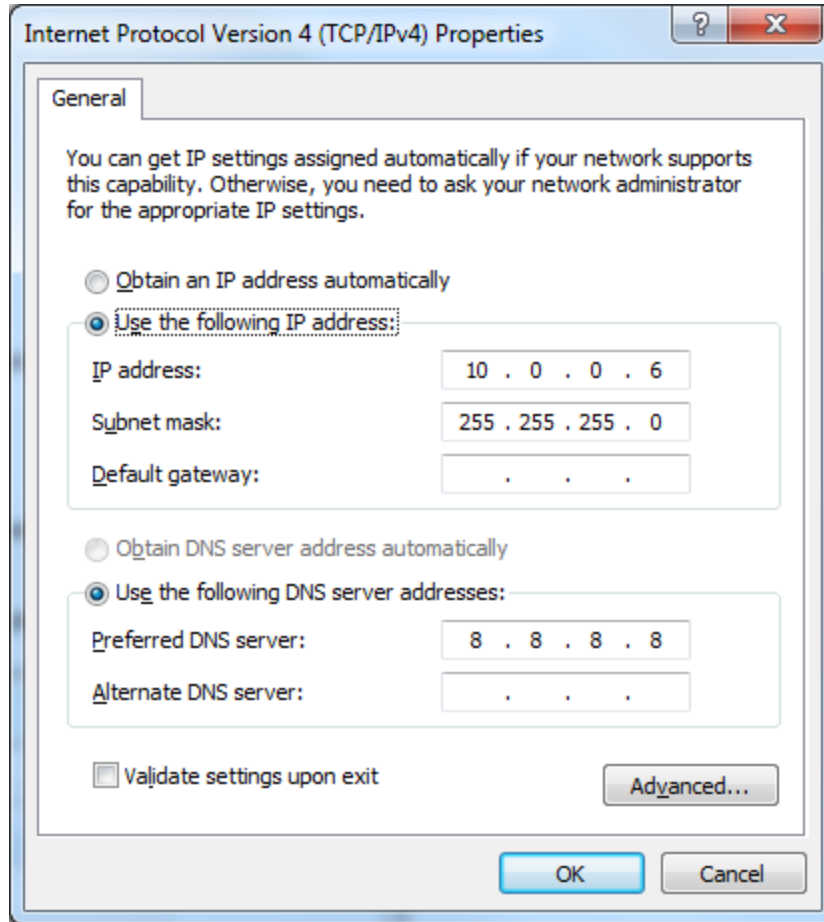 Internet Protocol Version 4 (TCP/IPv4) Properties
?
X
General
You can get IP settings assigned automatically if your network supports
this capability. Otherwise, you need to ask your network administrator
for the appropriate IP settings.
Obtain an IP address automatically
Use the following IP address:
IP address: 10 . 0 . 0 . 6
Subnet mask: 255 . 255 . 255 . 0
Default gateway: . . .
Obtain DNS server address automatically
Use the following DNS server addresses:
Preferred DNS server: 8 . 8 . 8 . 8
Alternate DNS server: . . .
Validate settings upon exit
Advanced...
OK Cancel